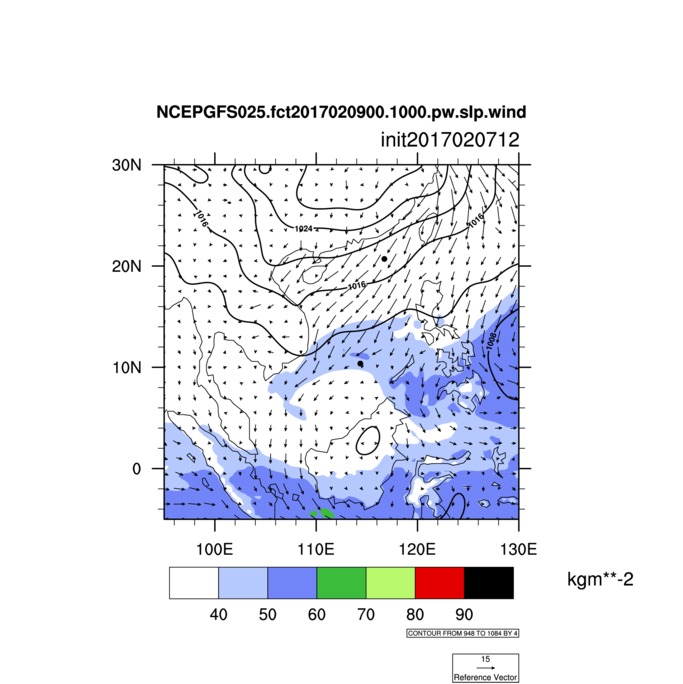 NCEPGFS025.fct2017020900.1000.pw.slp.wind
init2017020712
30N
20N
10N
0
1016
1024
1016
1016
1008
100E 110E 120E 130E
40 50 60 70 80 90
kgm**-2
CONTOUR FROM 948 TO 1084 BY 4
15
Reference Vector